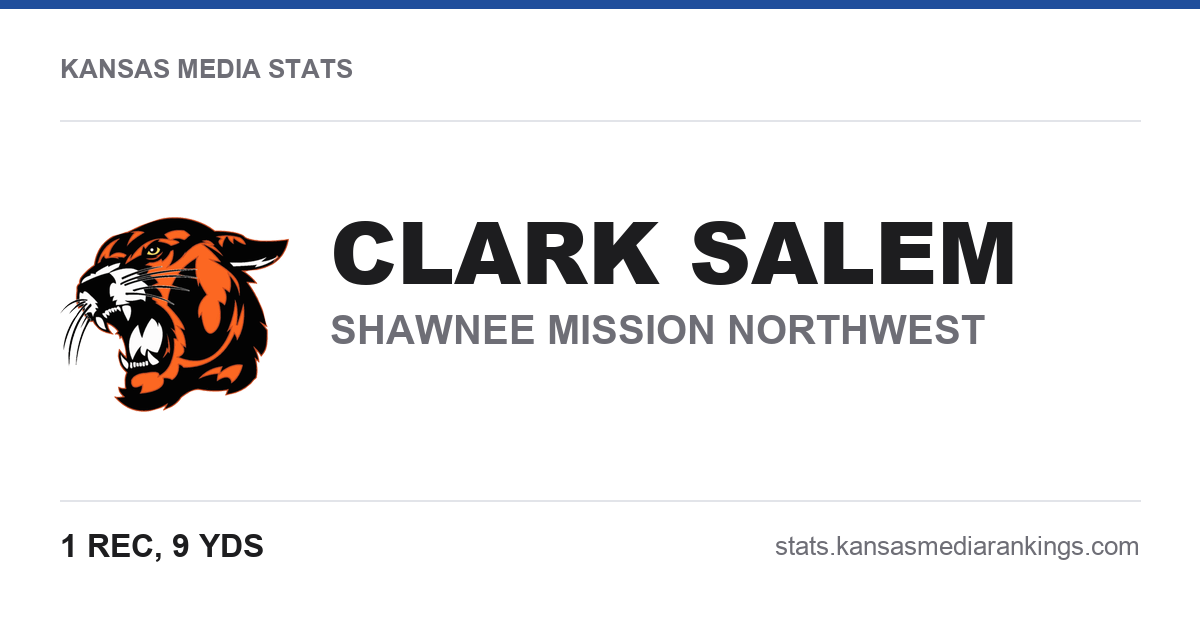 KANSAS MEDIA STATS
CLARK SALEM
SHAWNEE MISSION NORTHWEST
1 REC, 9 YDS
stats.kansasmediarankings.com